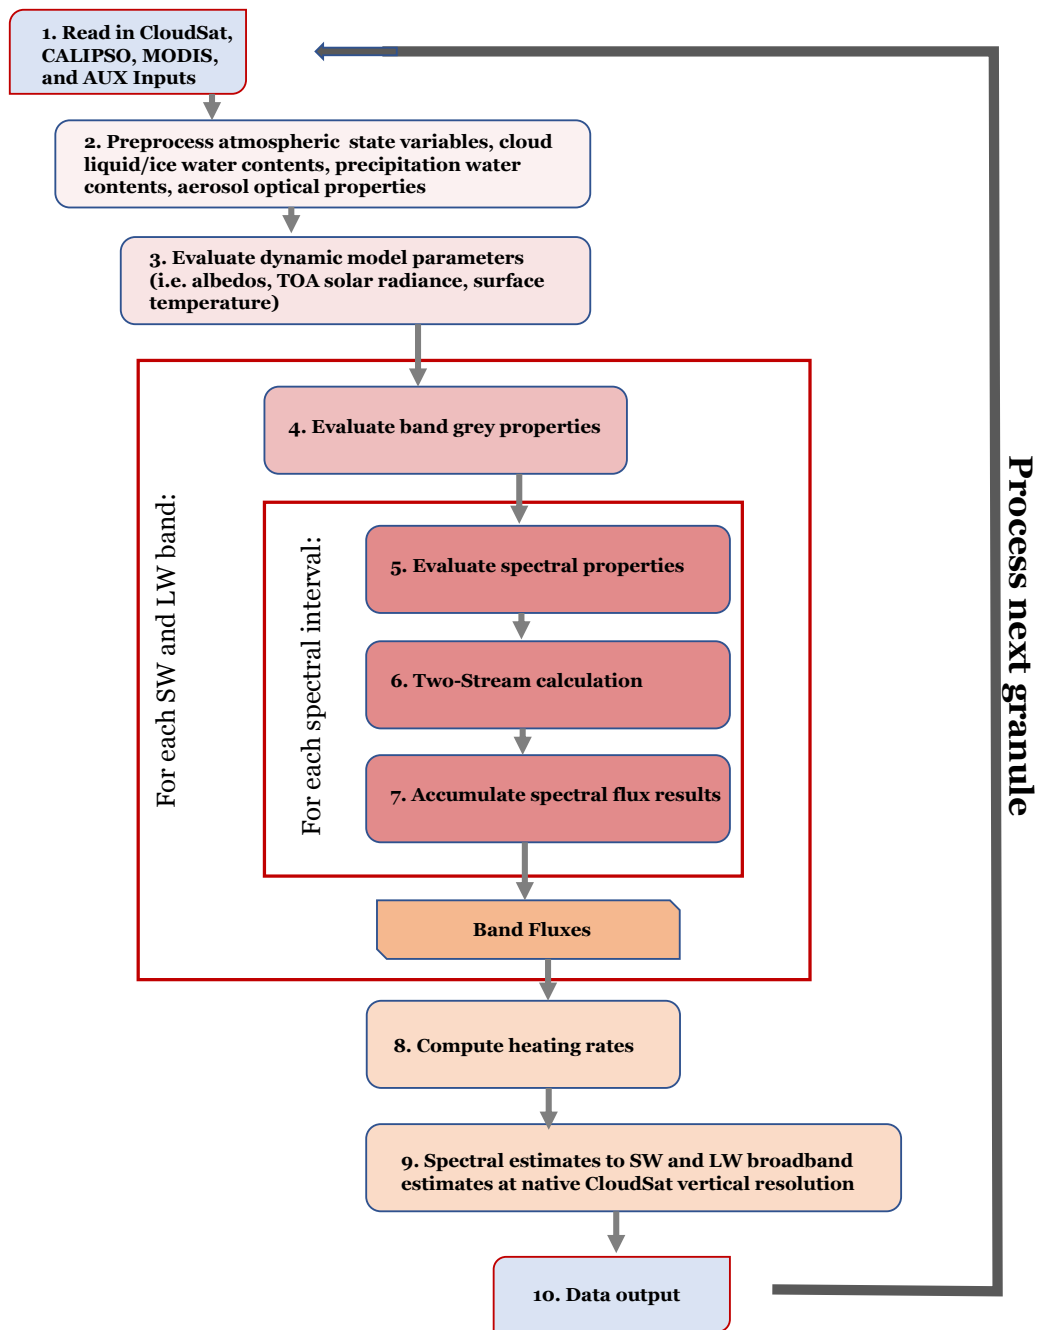 1. Read in CloudSat,
CALIPSO, MODIS,
and AUX Inputs
2. Preprocess atmospheric state variables, cloud
liquid/ice water contents, precipitation water
contents, aerosol optical properties
3. Evaluate dynamic model parameters
(i.e. albedos, TOA solar radiance, surface
temperature)
For each SW and LW band:
4. Evaluate band grey properties
For each spectral interval:
5. Evaluate spectral properties
6. Two-Stream calculation
7. Accumulate spectral flux results
Band Fluxes
8. Compute heating rates
9. Spectral estimates to SW and LW broadband
estimates at native CloudSat vertical resolution
10. Data output
Process next granule